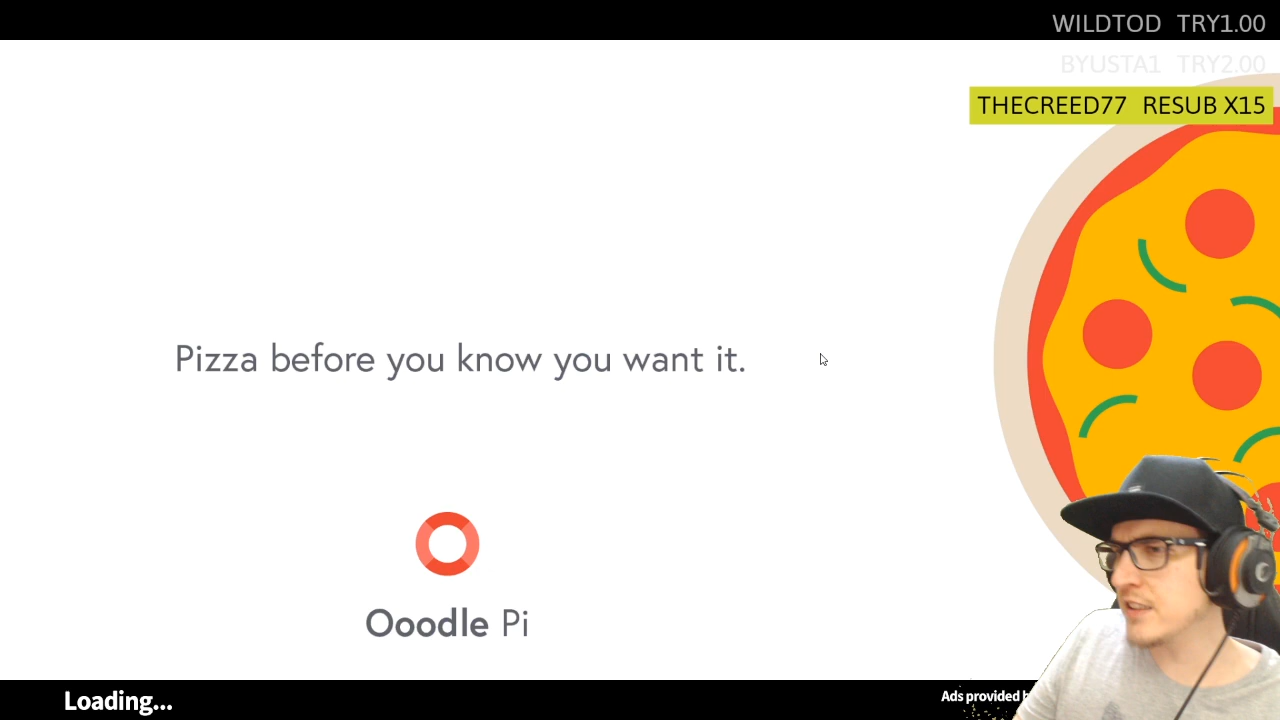 WILDTOD TRY1.00
BYUSTA1 TRY2.00
THECREED77 RESUB X15
Pizza before you know you want it.
Ooodle Pi
Loading...
Ads provided